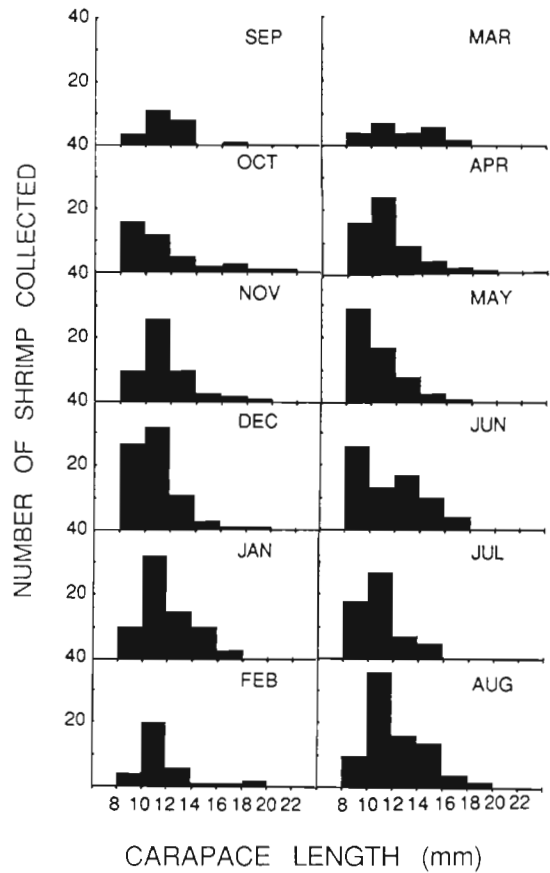 40
20
SEP
MAR
40
20
OCT
APR
40
20
NOV
MAY
40
20
DEC
JUN
40
20
JAN
JUL
40
20
FEB
AUG
8 10 12 14 16 18 20 22
8 10 12 14 16 18 20 22
NUMBER OF SHRIMP COLLECTED
CARAPACE LENGTH (mm)